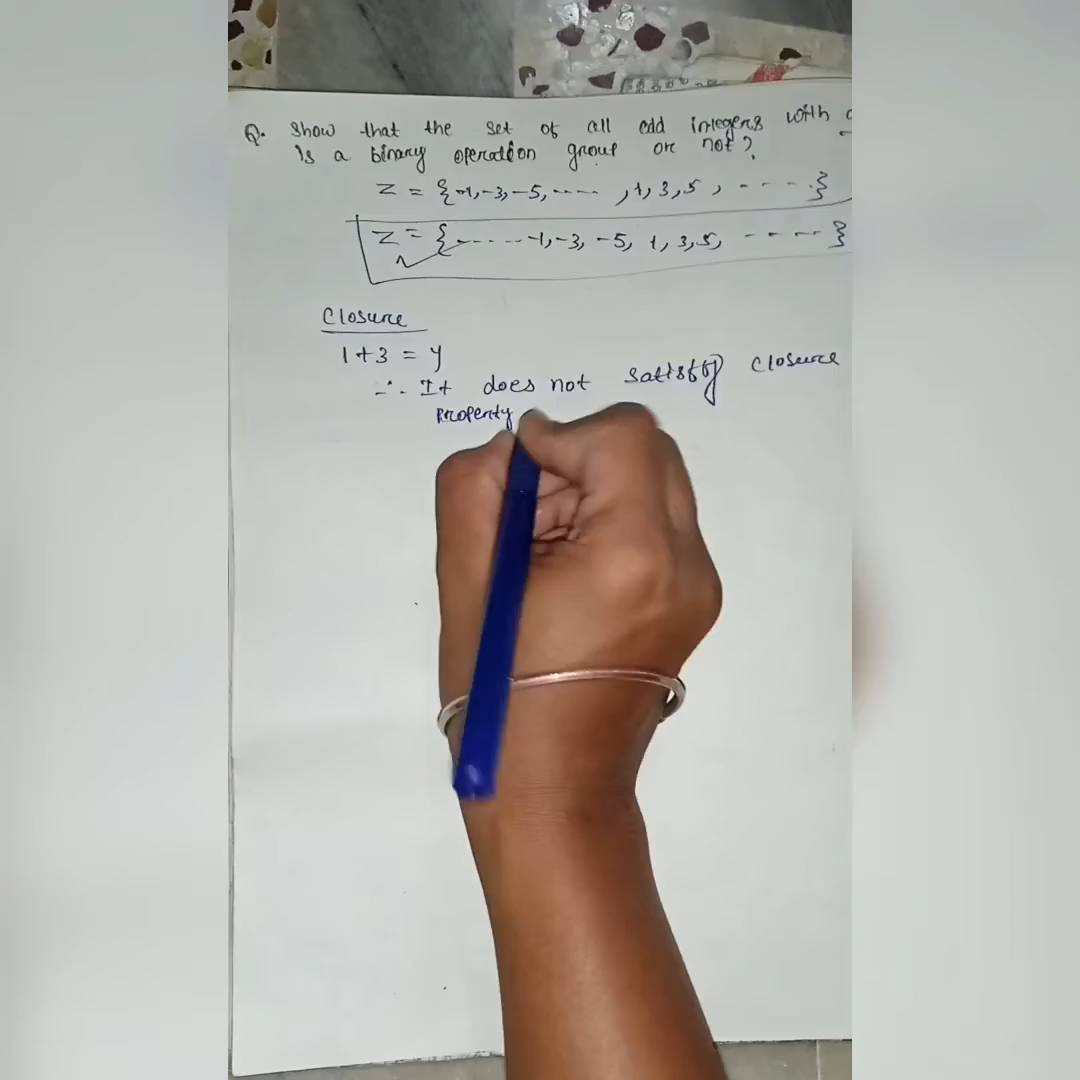 Q. Show that the set of all odd integers with
is a binary operation group or not?
Z = {-1, -3, -5, ..... , 1, 3, 5, .....}
Z = {.....-1, -3, -5, 1, 3, 5, .....}
Closure
1+3 = 4
∴ It does not satisfy closure
property